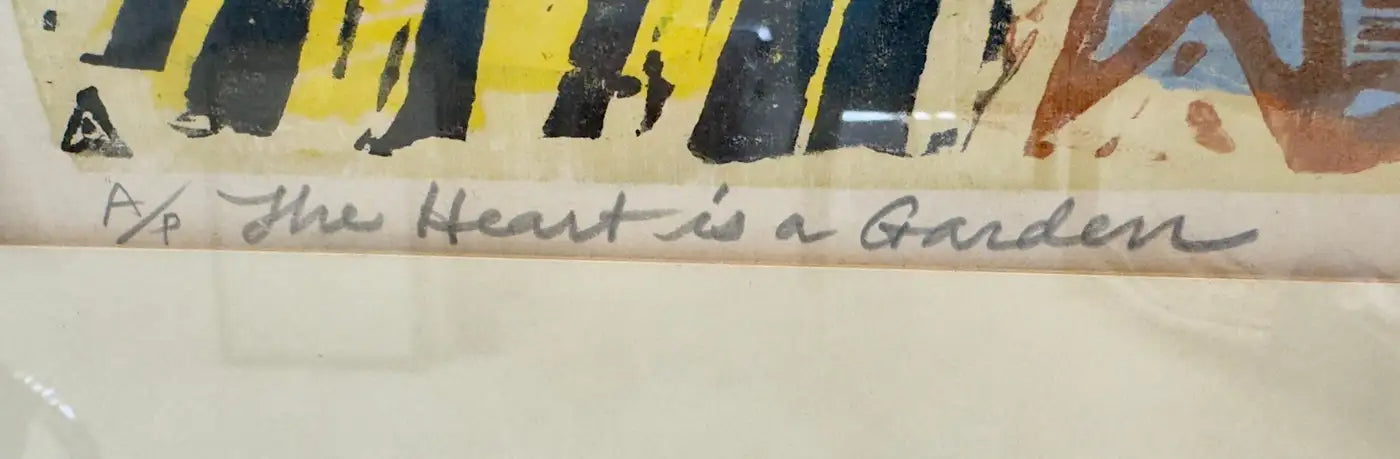 A/P The Heart is a Garden